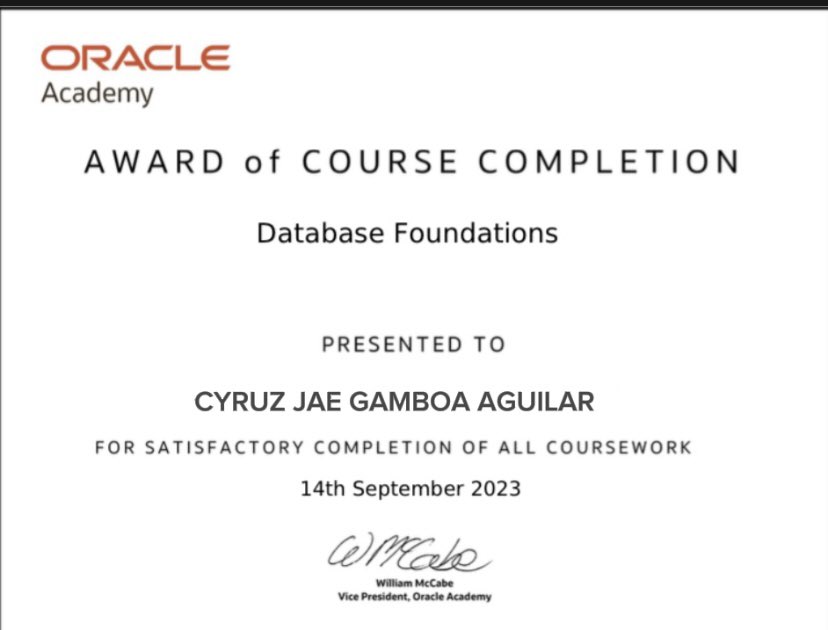 ORACLE
Academy
AWARD of COURSE COMPLETION
Database Foundations
PRESENTED TO
CYRUZ JAE GAMBOA AGUILAR
FOR SATISFACTORY COMPLETION OF ALL COURSEWORK
14th September 2023
WMcCabe
William McCabe
Vice President, Oracle Academy